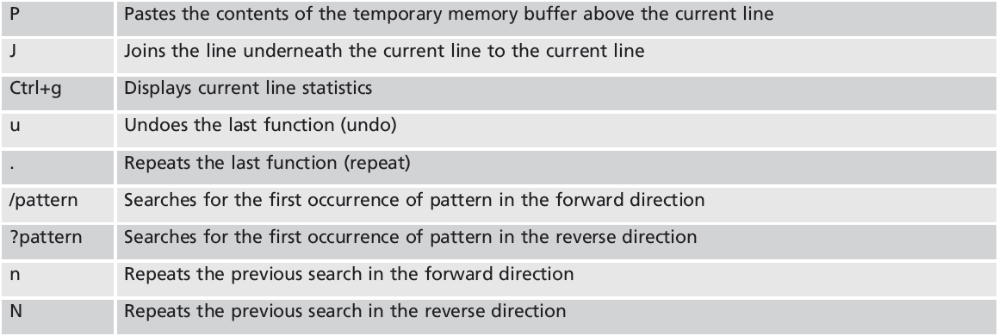 P Pastes the contents of the temporary memory buffer above the current line
J Joins the line underneath the current line to the current line
Ctrl+g Displays current line statistics
u Undoes the last function (undo)
. Repeats the last function (repeat)
/pattern Searches for the first occurrence of pattern in the forward direction
?pattern Searches for the first occurrence of pattern in the reverse direction
n Repeats the previous search in the forward direction
N Repeats the previous search in the reverse direction